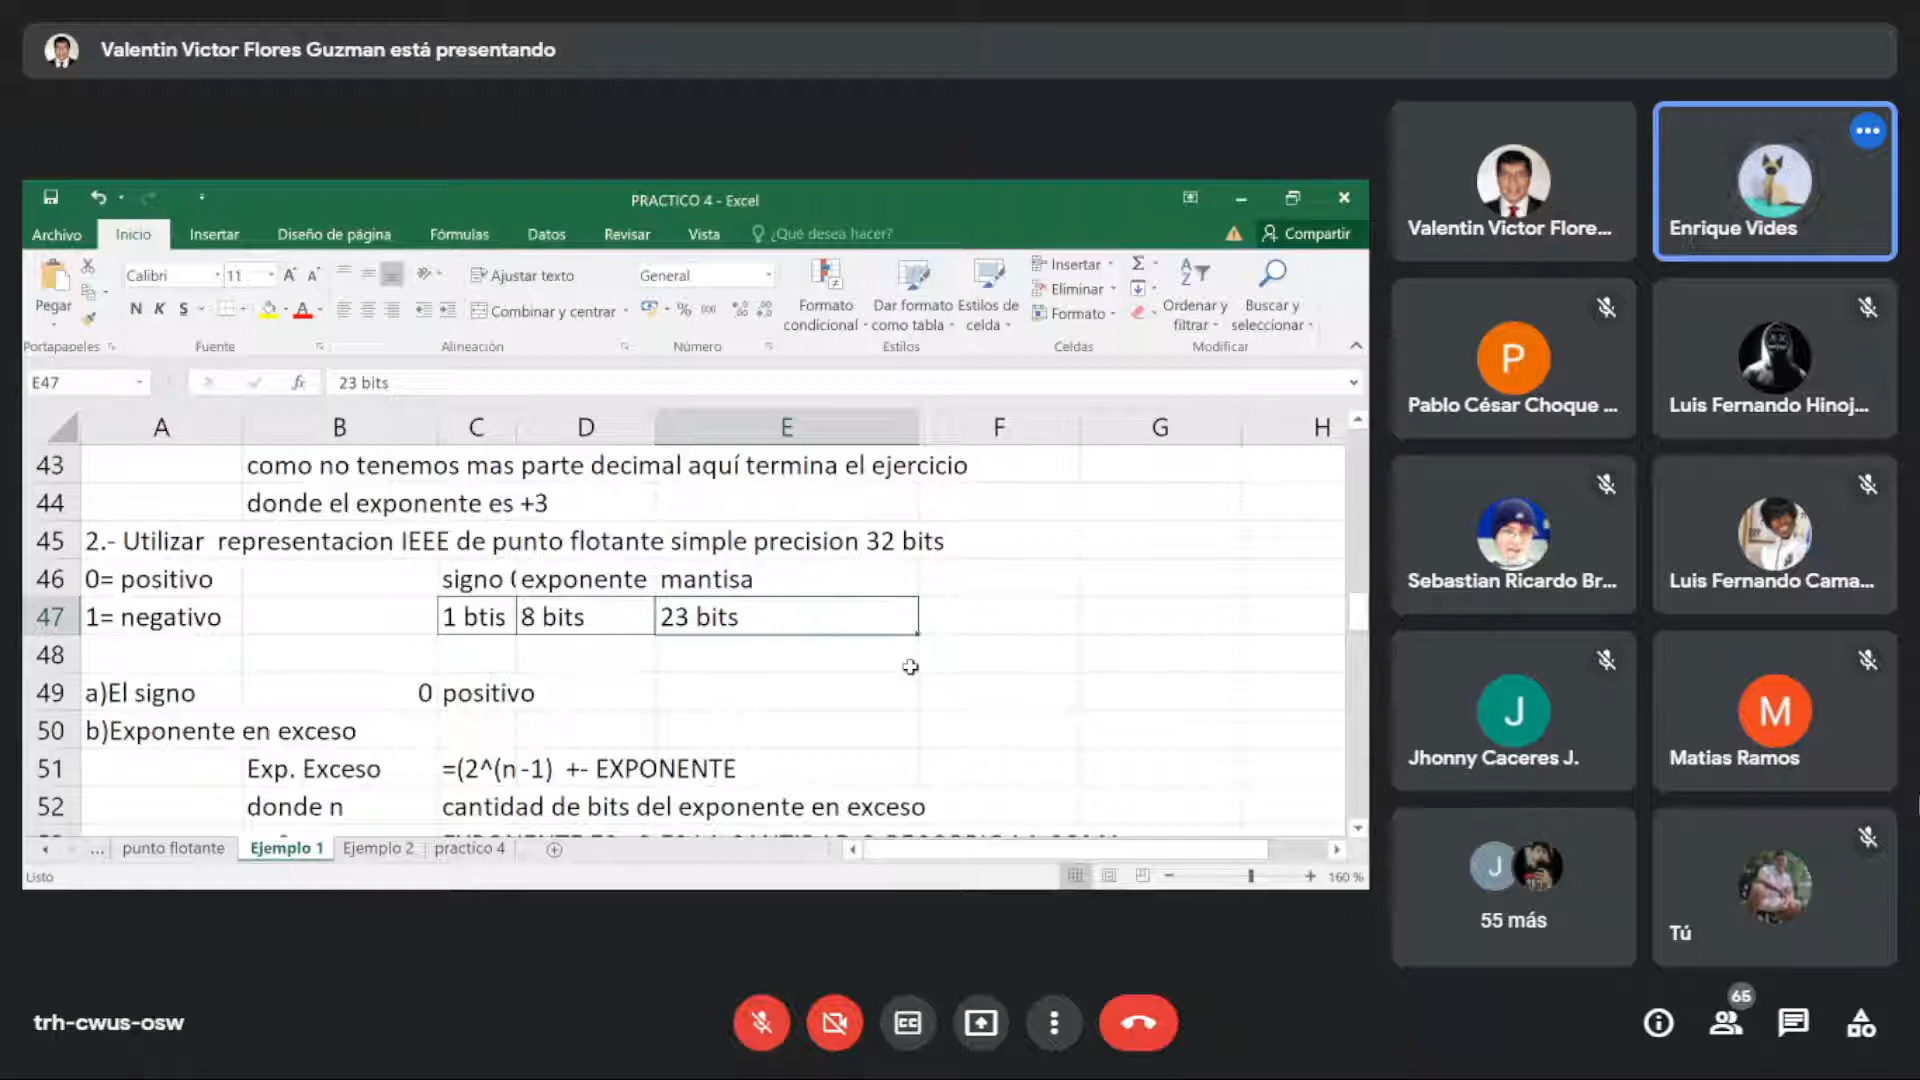 Valentin Victor Flores Guzman está presentando
PRACTICO 4 - Excel
Archivo Inicio Insertar Diseño de página Fórmulas Datos Revisar Vista ¿Qué desea hacer? Compartir
Pegar
Calibri 11
N K S
Ajustar texto
Combinar y centrar
General
% 000
Formato condicional
Dar formato como tabla
Estilos de celda
Insertar
Eliminar
Formato
Ordenar y filtrar
Buscar y seleccionar
Portapapeles Fuente Alineación Número Estilos Celdas Modificar
E47 fx 23 bits
A B C D E F G H
43 como no tenemos mas parte decimal aquí termina el ejercicio
44 donde el exponente es +3
45 2.- Utilizar representacion IEEE de punto flotante simple precision 32 bits
46 0= positivo signo ( exponente mantisa
47 1= negativo 1 btis 8 bits 23 bits
48
49 a)El signo 0 positivo
50 b)Exponente en exceso
51 Exp. Exceso =(2^(n-1) +- EXPONENTE
52 donde n cantidad de bits del exponente en exceso
... punto flotante Ejemplo 1 Ejemplo 2 practico 4
Listo 160 %
Valentin Victor Flore...
Enrique Vides
P
Pablo César Choque ...
Luis Fernando Hinoj...
Sebastian Ricardo Br...
Luis Fernando Cama...
J
Jhonny Caceres J.
M
Matias Ramos
J
55 más
Tú
trh-cwus-osw
CC
65